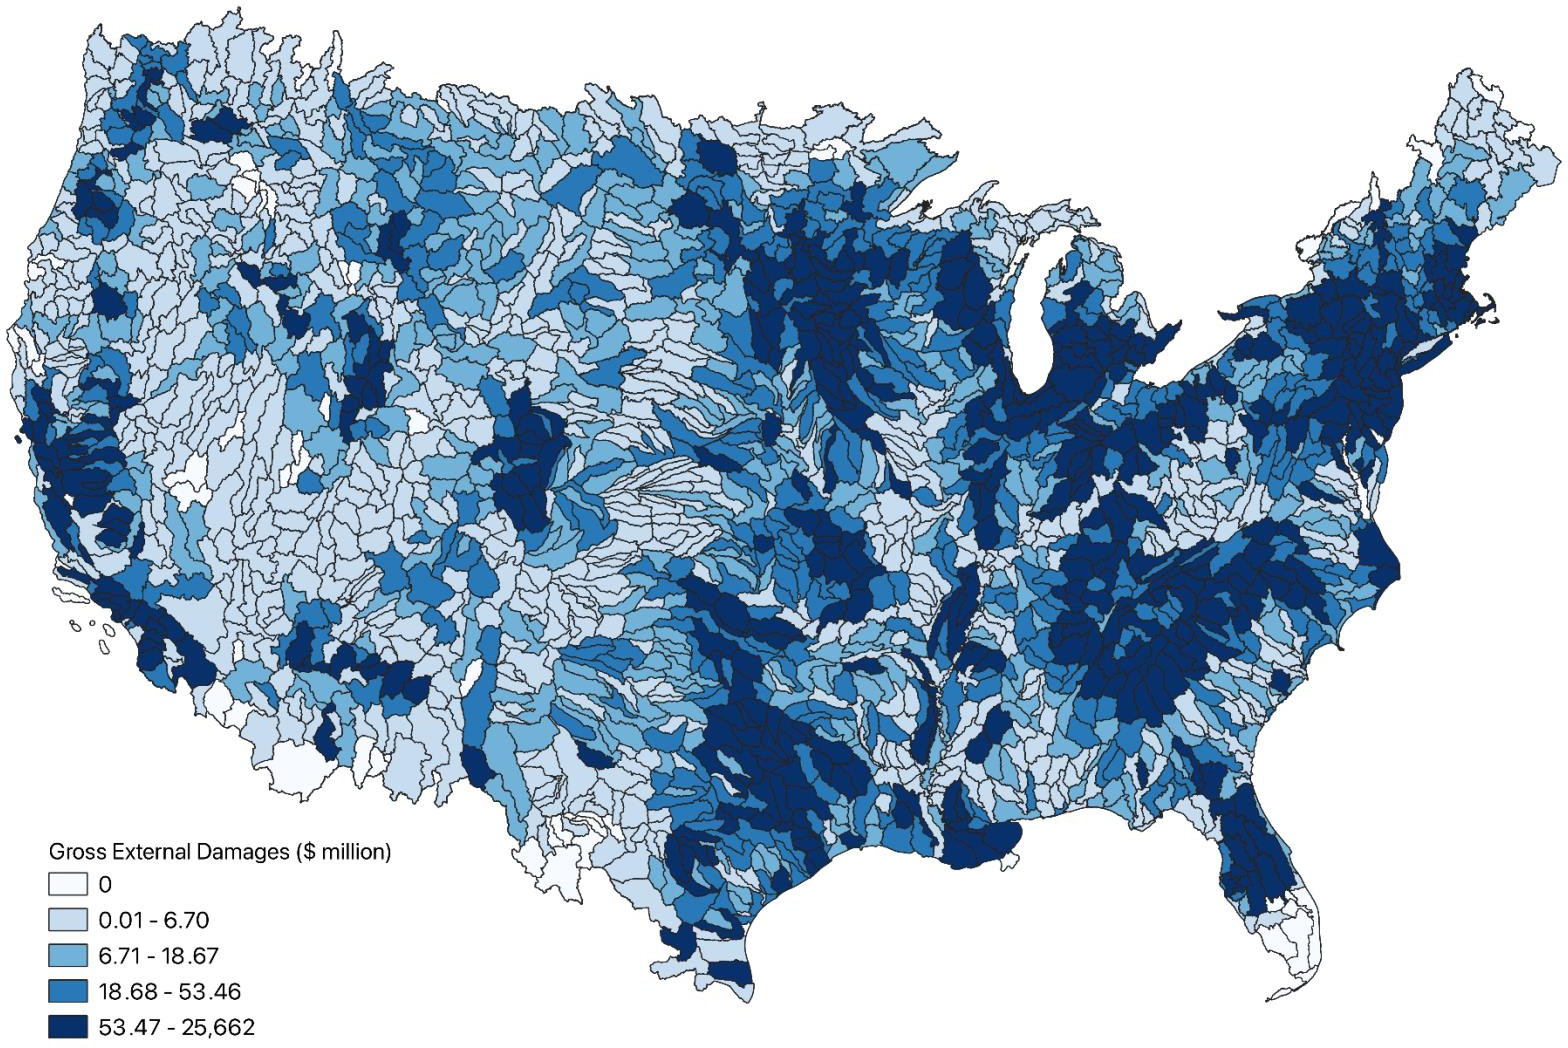 Gross External Damages ($ million)
0
0.01 - 6.70
6.71 - 18.67
18.68 - 53.46
53.47 - 25,662